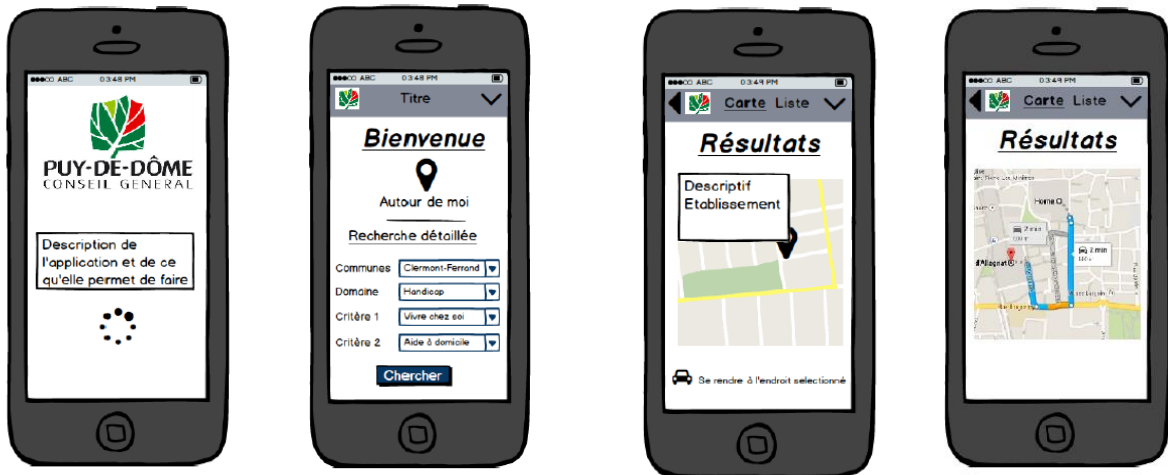 ABC 03:48 PM
PUY-DE-DÔME
CONSEIL GENERAL
Description de
l'application et de ce
qu'elle permet de faire
ABC 03:48 PM
Titre
Bienvenue
Autour de moi
Recherche détaillée
Communes Clermont-Ferrand
Domaine Handicap
Critère 1 Vivre chez soi
Critère 2 Aide à domicile
Chercher
ABC 03:49 PM
Carte Liste
Résultats
Descriptif
Etablissement
Se rendre à l'endroit selectionné
ABC 03:49 PM
Carte Liste
Résultats
Home
2 min
2 min
d'Allagnat